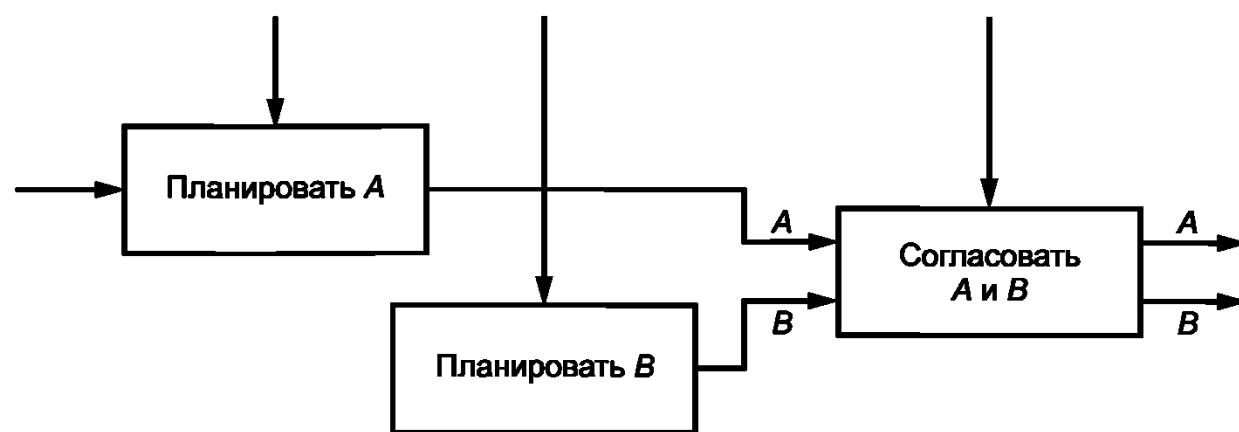 Планировать A
A
A
Согласовать
A и B
B
B
Планировать B